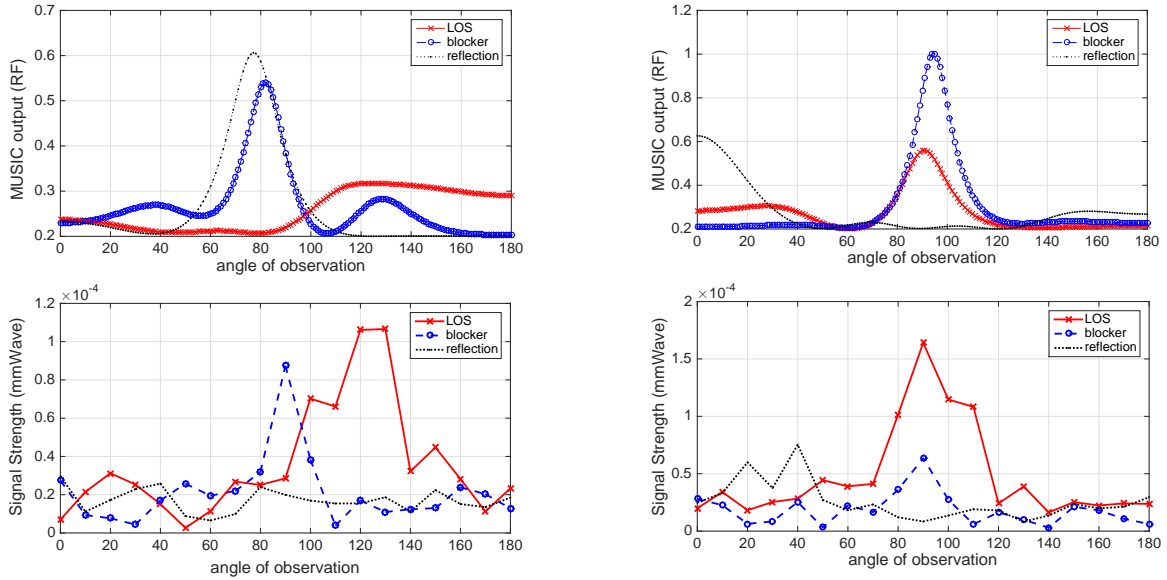 0.7
0.6
0.5
0.4
0.3
0.2
0 20 40 60 80 100 120 140 160 180
MUSIC output (RF)
angle of observation
LOS
blocker
reflection
1.2
1
0.8
0.6
0.4
0.2
0 20 40 60 80 100 120 140 160 180
MUSIC output (RF)
angle of observation
LOS
blocker
reflection
×10-4
1.2
1
0.8
0.6
0.4
0.2
0
0 20 40 60 80 100 120 140 160 180
Signal Strength (mmWave)
angle of observation
LOS
blocker
reflection
×10-4
2
1.5
1
0.5
0
0 20 40 60 80 100 120 140 160 180
Signal Strength (mmWave)
angle of observation
LOS
blocker
reflection